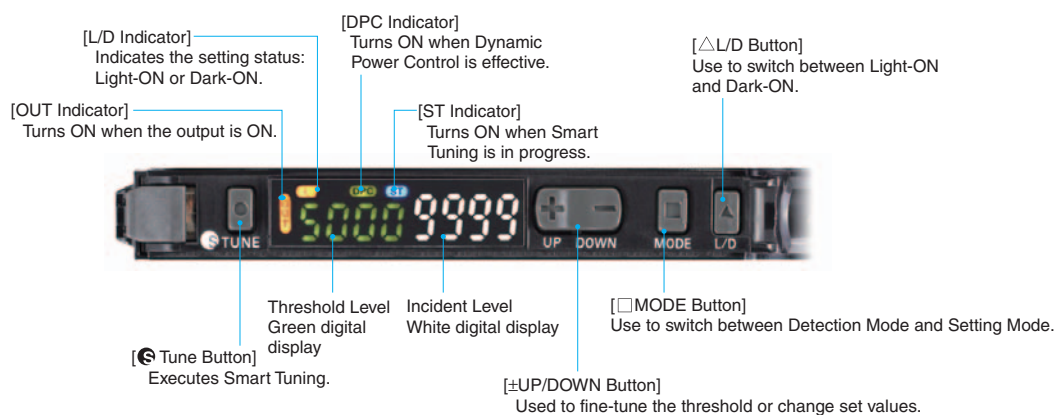 [DPC Indicator]
Turns ON when Dynamic
Power Control is effective.
[L/D Indicator]
Indicates the setting status:
Light-ON or Dark-ON.
[△L/D Button]
Use to switch between Light-ON
and Dark-ON.
[OUT Indicator]
Turns ON when the output is ON.
[ST Indicator]
Turns ON when Smart
Tuning is in progress.
L
DPC
ST
5000
9999
S TUNE
UP DOWN
MODE
L/D
Threshold Level
Green digital
display
Incident Level
White digital display
[□MODE Button]
Use to switch between Detection Mode and Setting Mode.
[S Tune Button]
Executes Smart Tuning.
[±UP/DOWN Button]
Used to fine-tune the threshold or change set values.